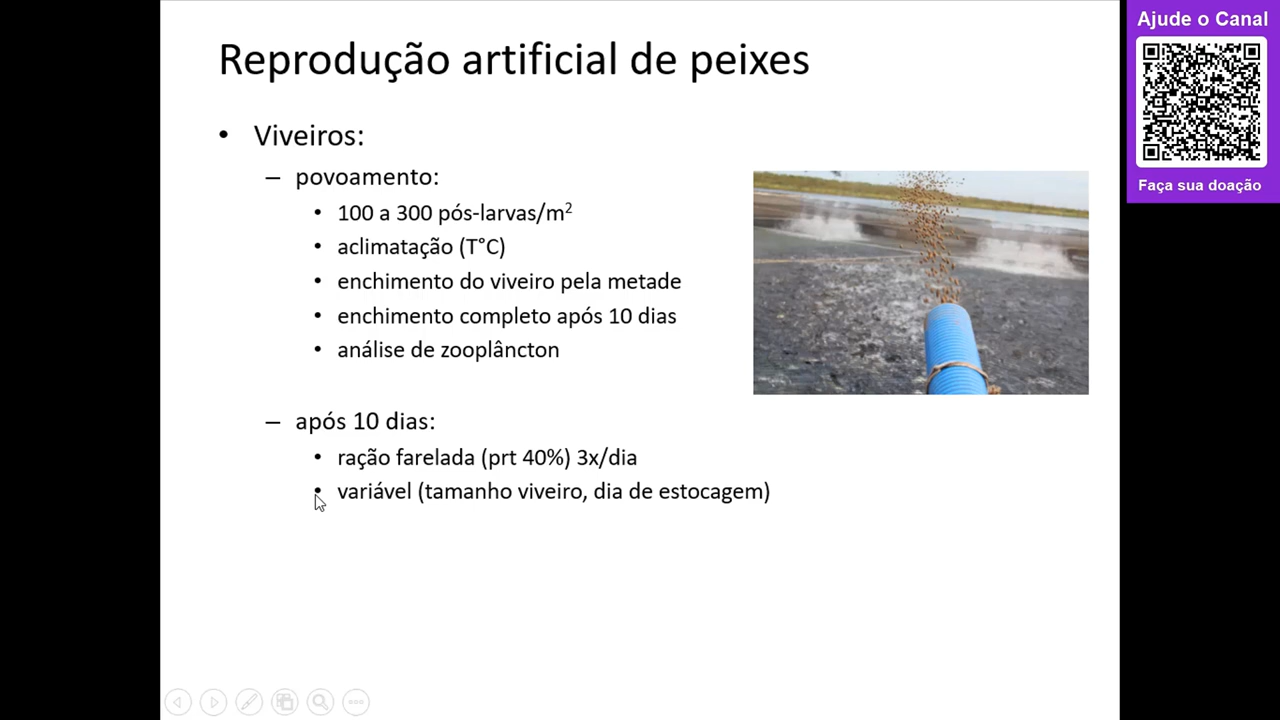 Reprodução artificial de peixes
• Viveiros:
– povoamento:
• 100 a 300 pós-larvas/m²
• aclimatação (T°C)
• enchimento do viveiro pela metade
• enchimento completo após 10 dias
• análise de zooplâncton
– após 10 dias:
• ração farelada (prt 40%) 3x/dia
• variável (tamanho viveiro, dia de estocagem)
Ajude o Canal
Faça sua doação